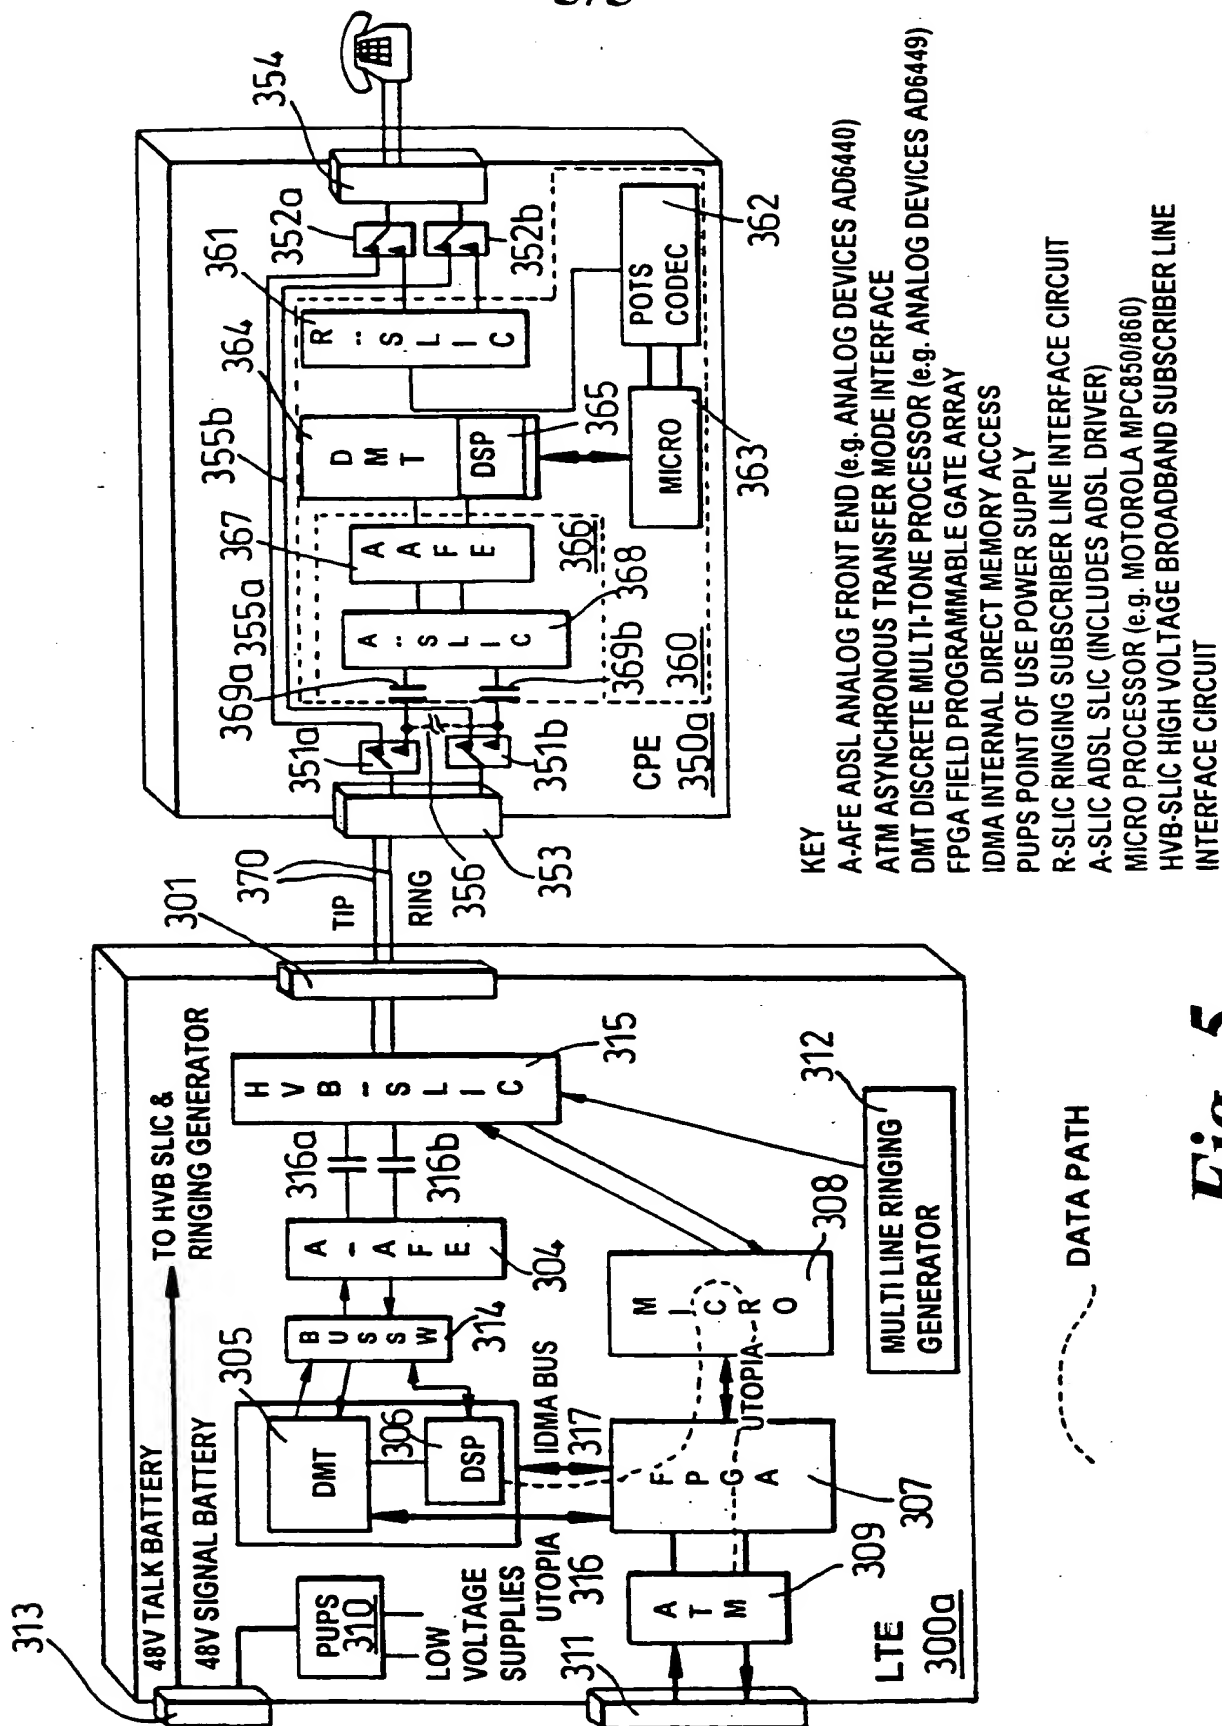 313
48V TALK BATTERY
TO HVB SLIC &
RINGING GENERATOR
48V SIGNAL BATTERY
PUPS
310
LOW
VOLTAGE
SUPPLIES
305
DMT
306
DSP
BUSSW
314
A-AFE
304
316a
316b
HVB-SLIC
315
301
TIP
RING
370
UTOPIA
316
IDMA BUS
317
FPGA
307
UTOPIA
MICRO
308
ATM
309
311
MULTI LINE RINGING
GENERATOR
312
LTE
300a
DATA PATH
353
356
351a
351b
369a
369b
355a
355b
A-SLIC
368
AAFE
367
366
DMT
364
DSP
365
R-SLIC
361
352a
352b
354
MICRO
363
POTS
CODEC
362
360
CPE
350a
KEY
A-AFE ADSL ANALOG FRONT END (e.g. ANALOG DEVICES AD6440)
ATM ASYNCHRONOUS TRANSFER MODE INTERFACE
DMT DISCRETE MULTI-TONE PROCESSOR (e.g. ANALOG DEVICES AD6449)
FPGA FIELD PROGRAMMABLE GATE ARRAY
IDMA INTERNAL DIRECT MEMORY ACCESS
PUPS POINT OF USE POWER SUPPLY
R-SLIC RINGING SUBSCRIBER LINE INTERFACE CIRCUIT
A-SLIC ADSL SLIC (INCLUDES ADSL DRIVER)
MICRO PROCESSOR (e.g. MOTOROLA MPC850/860)
HVB-SLIC HIGH VOLTAGE BROADBAND SUBSCRIBER LINE
INTERFACE CIRCUIT
Fig. 5